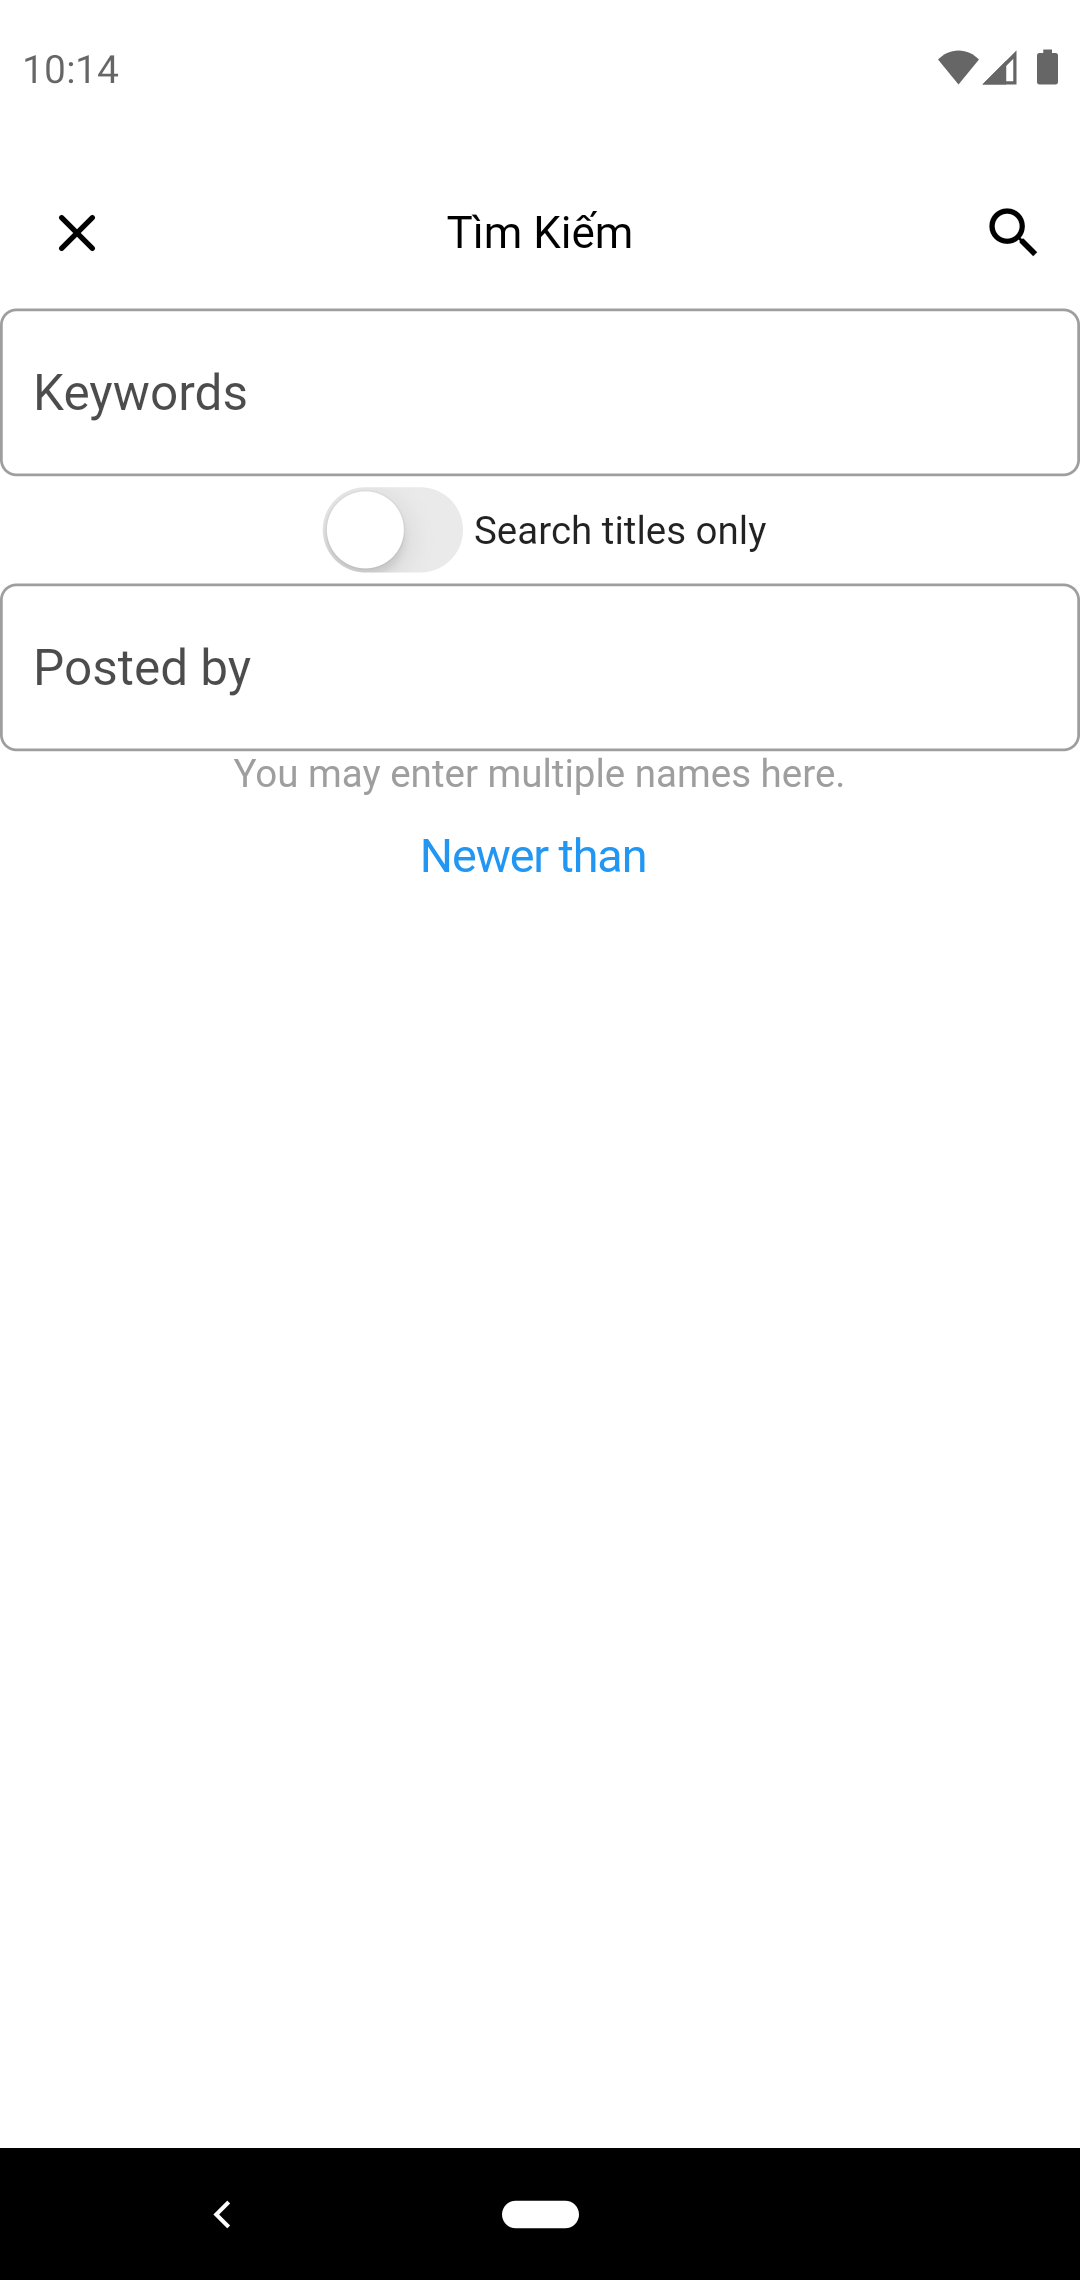 10:14
Tìm Kiếm
Keywords
Search titles only
Posted by
You may enter multiple names here.
Newer than